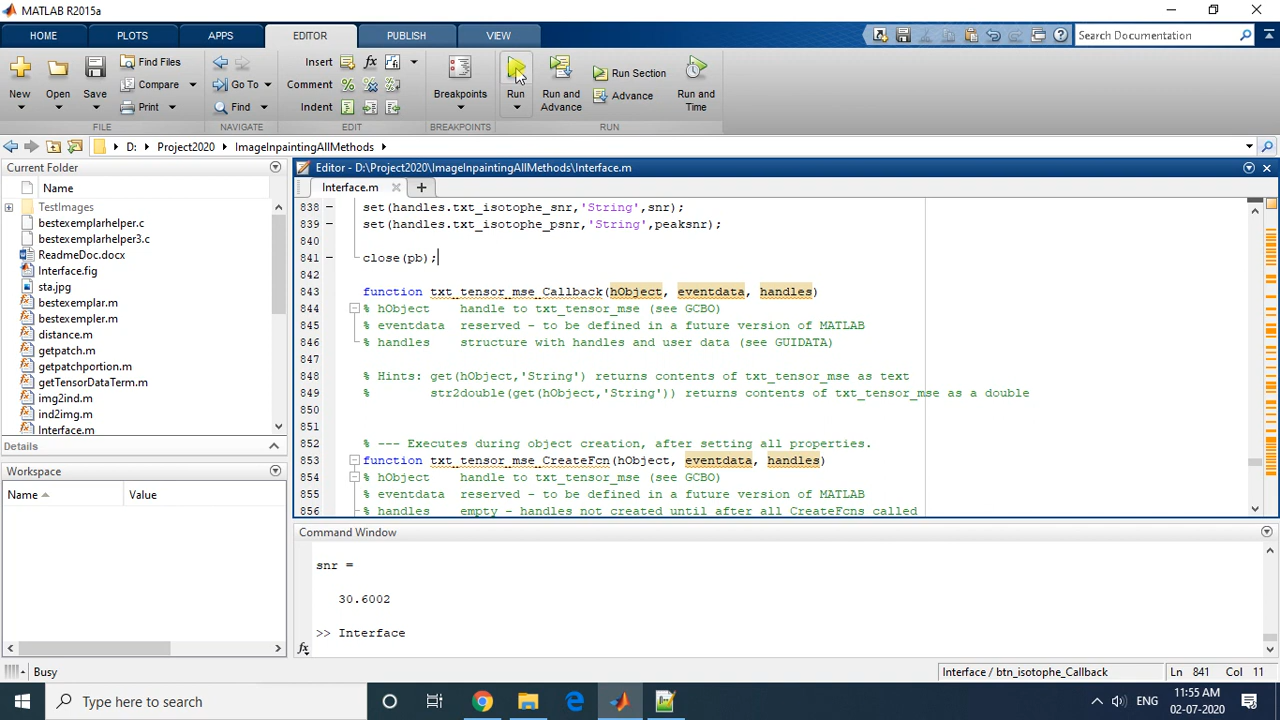 MATLAB R2015a
HOME
PLOTS
APPS
EDITOR
PUBLISH
VIEW
Search Documentation
New
Open
Save
Find Files
Compare
Print
FILE
Go To
Find
NAVIGATE
Insert
fx
Comment
Indent
EDIT
Breakpoints
BREAKPOINTS
Run
Run and
Advance
Run Section
Advance
Run and
Time
RUN
D:
Project2020
ImageInpaintingAllMethods
Current Folder
Name
TestImages
bestexemplarhelper.c
bestexemplarhelper3.c
ReadmeDoc.docx
Interface.fig
sta.jpg
bestexemplar.m
bestexempler.m
distance.m
getpatch.m
getpatchportion.m
getTensorDataTerm.m
img2ind.m
ind2img.m
Interface.m
Details
Workspace
Name
Value
Editor - D:\Project2020\ImageInpaintingAllMethods\Interface.m
Interface.m
838 set(handles.txt_isotophe_snr,'String',snr);
839 set(handles.txt_isotophe_psnr,'String',peaksnr);
840
841 close(pb);
842
843 function txt_tensor_mse_Callback(hObject, eventdata, handles)
844 % hObject    handle to txt_tensor_mse (see GCBO)
845 % eventdata  reserved - to be defined in a future version of MATLAB
846 % handles    structure with handles and user data (see GUIDATA)
847
848 % Hints: get(hObject,'String') returns contents of txt_tensor_mse as text
849 %        str2double(get(hObject,'String')) returns contents of txt_tensor_mse as a double
850
851
852 % --- Executes during object creation, after setting all properties.
853 function txt_tensor_mse_CreateFcn(hObject, eventdata, handles)
854 % hObject    handle to txt_tensor_mse (see GCBO)
855 % eventdata  reserved - to be defined in a future version of MATLAB
856 % handles    empty - handles not created until after all CreateFcns called
Command Window
snr =
30.6002
>> Interface
fx
Busy
Interface / btn_isotophe_Callback
Ln 841 Col 11
Type here to search
ENG
11:55 AM
02-07-2020